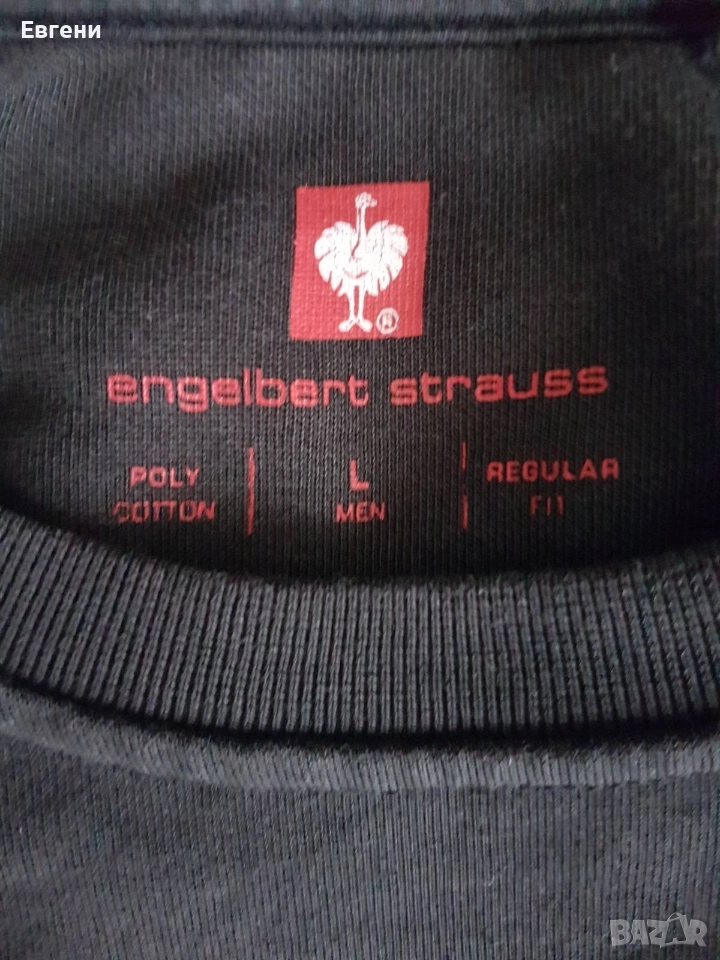 Евгени
®
engelbert strauss
POLY
COTTON
L
MEN
REGULAR
FIT
BAZAR